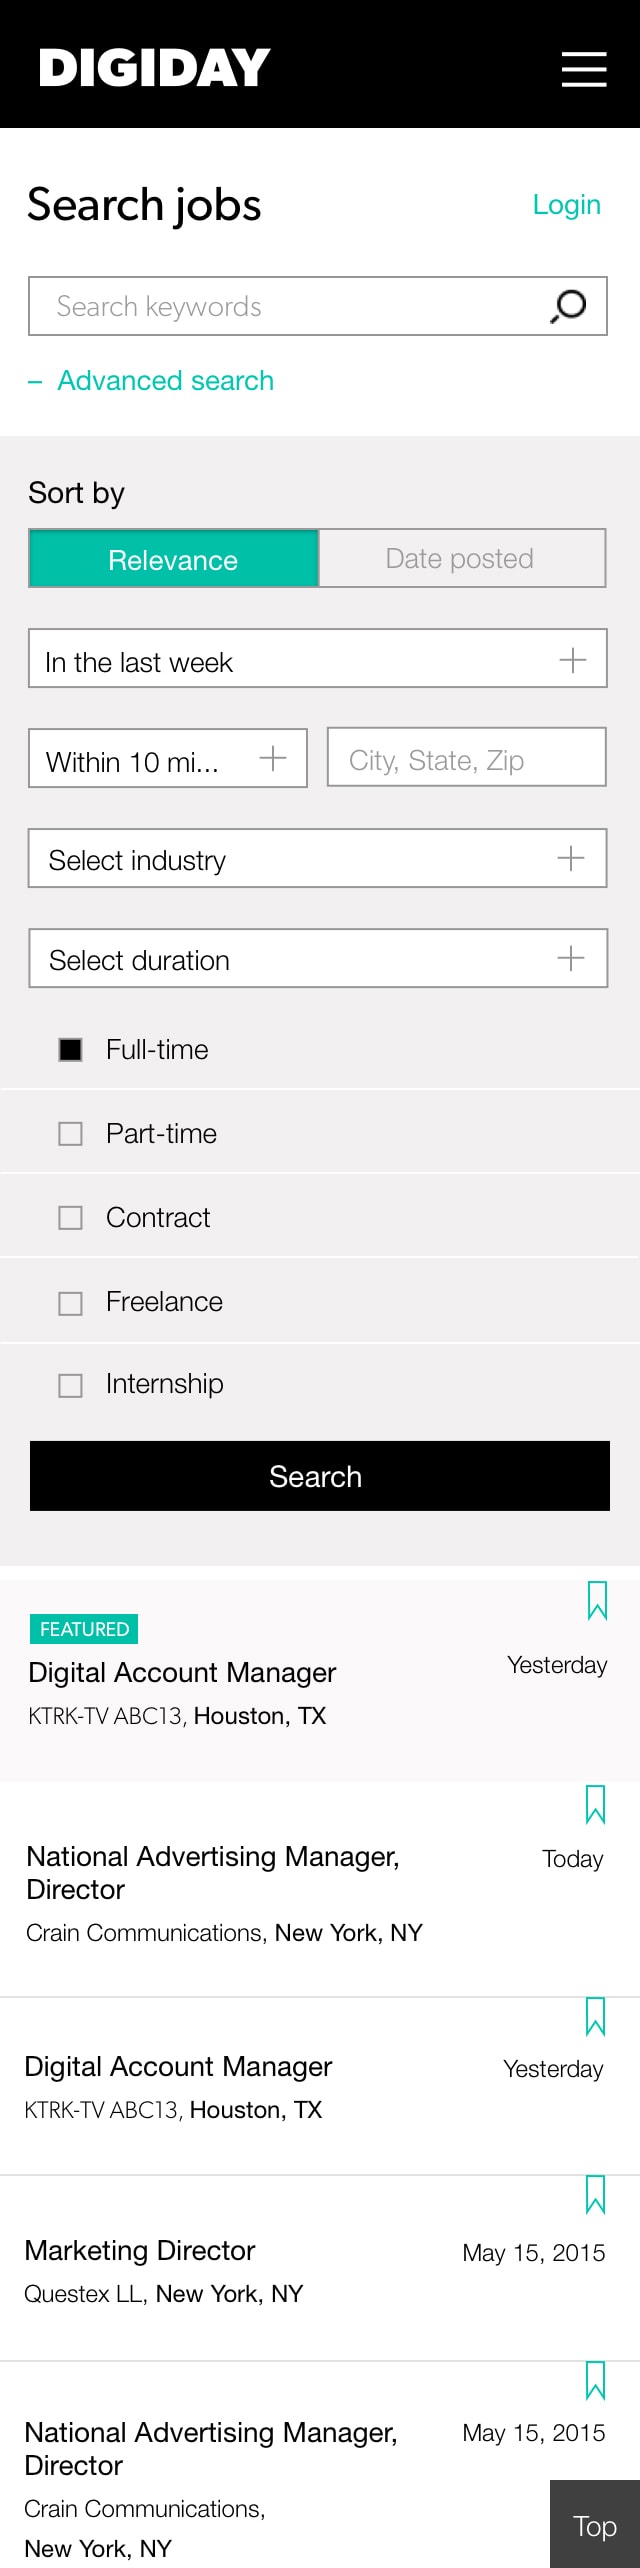 DIGIDAY
Search jobs
Login
Search keywords
– Advanced search
Sort by
Relevance
Date posted
In the last week
Within 10 mi...
City, State, Zip
Select industry
Select duration
Full-time
Part-time
Contract
Freelance
Internship
Search
FEATURED
Digital Account Manager
Yesterday
KTRK-TV ABC13, Houston, TX
National Advertising Manager,
Director
Today
Crain Communications, New York, NY
Digital Account Manager
Yesterday
KTRK-TV ABC13, Houston, TX
Marketing Director
May 15, 2015
Questex LL, New York, NY
National Advertising Manager,
Director
May 15, 2015
Crain Communications,
New York, NY
Top